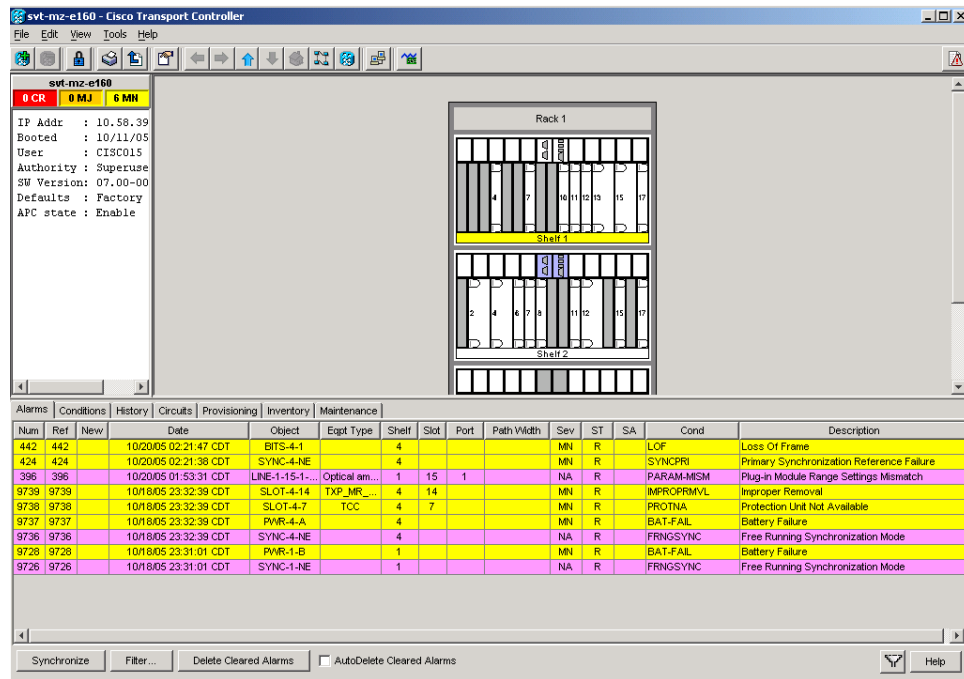 svt-mz-e160 - Cisco Transport Controller
File Edit View Tools Help
svt-mz-e160
0 CR 0 MJ 6 MN
IP Addr : 10.58.39
Booted : 10/11/05
User : CISCO15
Authority : Superuse
SW Version: 07.00-00
Defaults : Factory
APC state : Enable
Rack 1
4 7 10 11 12 13 15 17
Shelf 1
2 4 6 7 8 11 12 15 17
Shelf 2
Alarms Conditions History Circuits Provisioning Inventory Maintenance
Num Ref New Date Object Eqpt Type Shelf Slot Port Path Width Sev ST SA Cond Description
442 442 10/20/05 02:21:47 CDT BITS-4-1 4 MN R LOF Loss Of Frame
424 424 10/20/05 02:21:38 CDT SYNC-4-NE 4 MN R SYNCPRI Primary Synchronization Reference Failure
396 396 10/20/05 01:53:31 CDT LINE-1-15-1-... Optical am... 1 15 1 NA R PARAM-MISM Plug-in Module Range Settings Mismatch
9739 9739 10/18/05 23:32:39 CDT SLOT-4-14 TXP_MR_... 4 14 MN R IMPROPRMVL Improper Removal
9738 9738 10/18/05 23:32:39 CDT SLOT-4-7 TCC 4 7 MN R PROTNA Protection Unit Not Available
9737 9737 10/18/05 23:32:39 CDT PWR-4-A 4 MN R BAT-FAIL Battery Failure
9736 9736 10/18/05 23:32:39 CDT SYNC-4-NE 4 NA R FRNGSYNC Free Running Synchronization Mode
9728 9728 10/18/05 23:31:01 CDT PWR-1-B 1 MN R BAT-FAIL Battery Failure
9726 9726 10/18/05 23:31:01 CDT SYNC-1-NE 1 NA R FRNGSYNC Free Running Synchronization Mode
Synchronize Filter... Delete Cleared Alarms AutoDelete Cleared Alarms Help